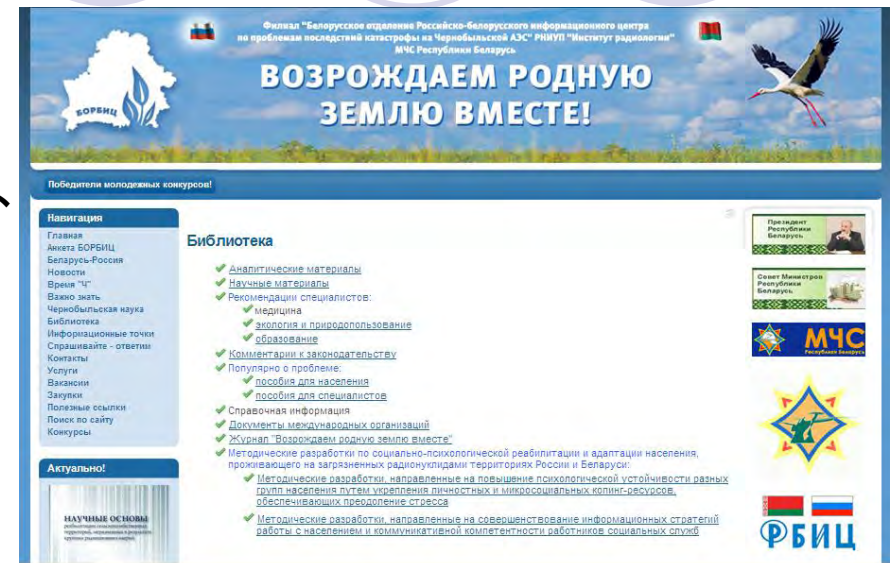 Филиал "Белорусское отделение Российско-белорусского информационного центра
по проблемам последствий катастрофы на Чернобыльской АЭС" РНИУП "Институт радиологии"
МЧС Республики Беларусь
ВОЗРОЖДАЕМ РОДНУЮ
ЗЕМЛЮ ВМЕСТЕ!
БОРБИЦ
Победители молодежных конкурсов!
Навигация
Главная
Анкета БОРБИЦ
Беларусь-Россия
Новости
Время "Ч"
Важно знать
Чернобыльская наука
Библиотека
Информационные точки
Спрашивайте - ответим
Контакты
Услуги
Вакансии
Закупки
Полезные ссылки
Поиск по сайту
Конкурсы
Актуально!
НАУЧНЫЕ ОСНОВЫ
Библиотека
Аналитические материалы
Научные материалы
Рекомендации специалистов:
медицина
экология и природопользование
образование
Комментарии к законодательству
Популярно о проблеме:
пособия для населения
пособия для специалистов
Справочная информация
Документы международных организаций
Журнал "Возрождаем родную землю вместе"
Методические разработки по социально-психологической реабилитации и адаптации населения,
проживающего на загрязненных радионуклидами территориях России и Беларуси:
Методические разработки, направленные на повышение психологической устойчивости разных
групп населения путем укрепления личностных и микросоциальных копинг-ресурсов,
обеспечивающих преодоление стресса
Методические разработки, направленные на совершенствование информационных стратегий
работы с населением и коммуникативной компетентности работников социальных служб
Президент
Республики
Беларусь
Совет Министров
Республики
Беларусь
МЧС
Республики Беларусь
РБИЦ